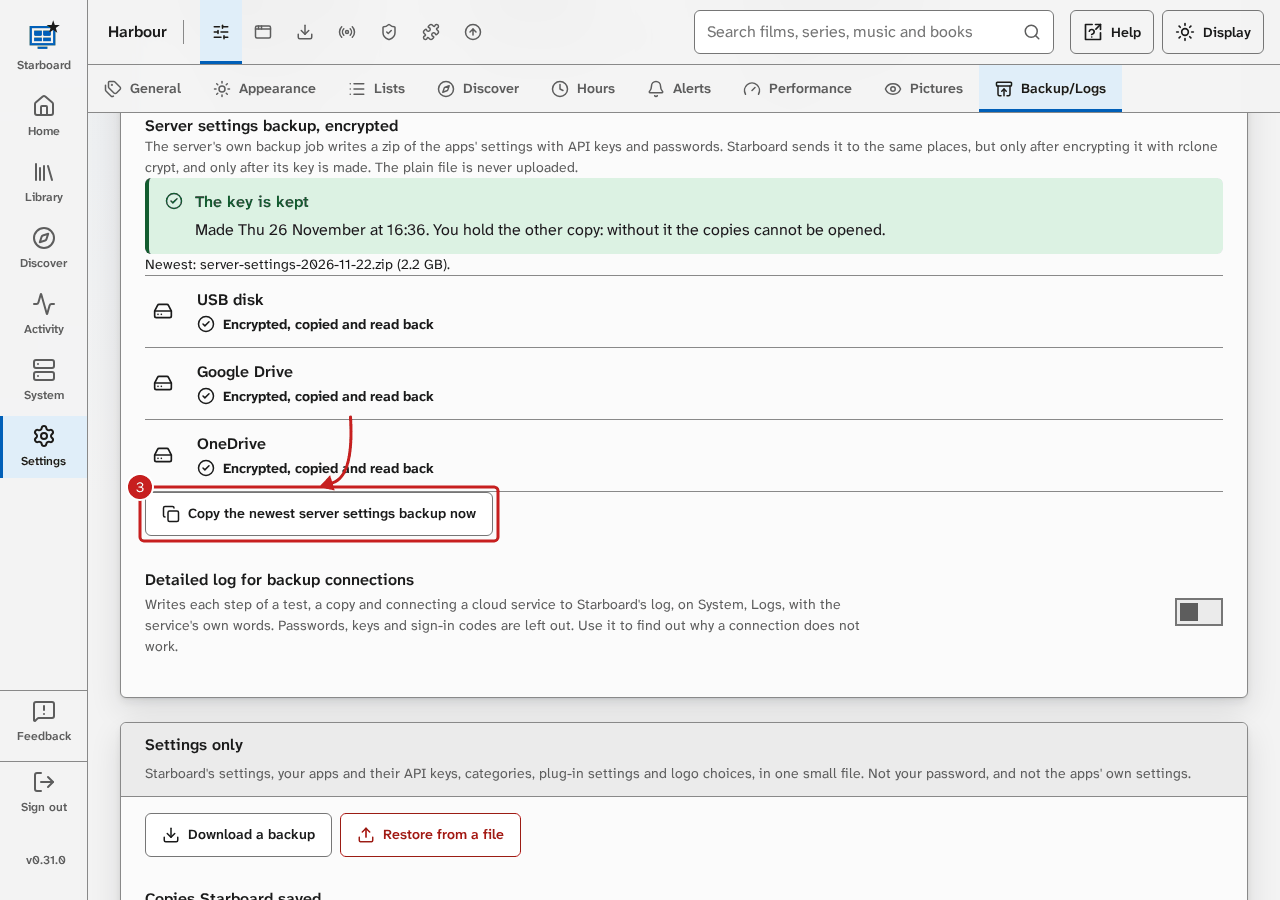 Starboard
Harbour
Search films, series, music and books
Help
Display
Home
Library
Discover
Activity
System
Settings
Feedback
Sign out
v0.31.0
General
Appearance
Lists
Discover
Hours
Alerts
Performance
Pictures
Backup/Logs
Server settings backup, encrypted
The server's own backup job writes a zip of the apps' settings with API keys and passwords. Starboard sends it to the same places, but only after encrypting it with rclone
crypt, and only after its key is made. The plain file is never uploaded.
The key is kept
Made Thu 26 November at 16:36. You hold the other copy: without it the copies cannot be opened.
Newest: server-settings-2026-11-22.zip (2.2 GB).
USB disk
Encrypted, copied and read back
Google Drive
Encrypted, copied and read back
OneDrive
Encrypted, copied and read back
3
Copy the newest server settings backup now
Detailed log for backup connections
Writes each step of a test, a copy and connecting a cloud service to Starboard's log, on System, Logs, with the
service's own words. Passwords, keys and sign-in codes are left out. Use it to find out why a connection does not
work.
Settings only
Starboard's settings, your apps and their API keys, categories, plug-in settings and logo choices, in one small file. Not your password, and not the apps' own settings.
Download a backup
Restore from a file
Copies Starboard saved